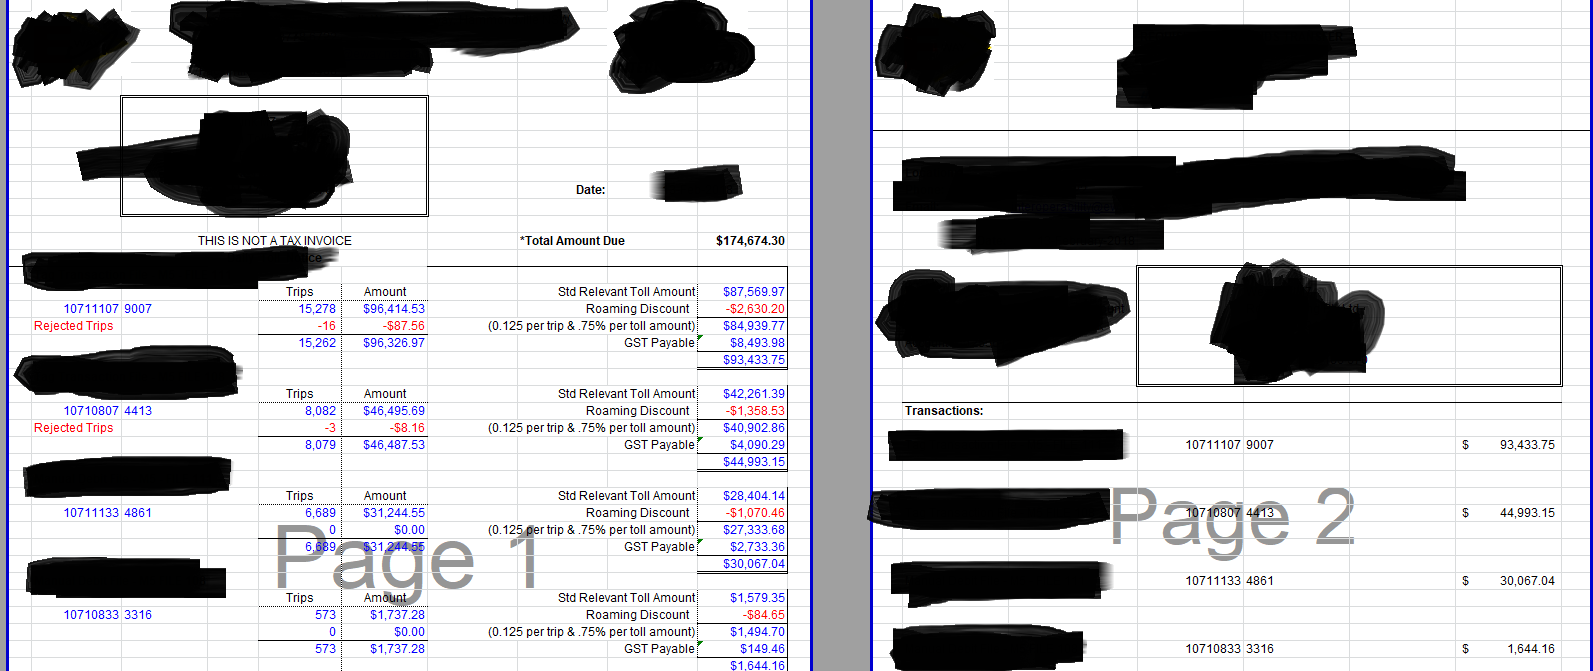 Date:
THIS IS NOT A TAX INVOICE *Total Amount Due $174,674.30
ce
Trips Amount Std Relevant Toll Amount $87,569.97
10711107 9007 15,278 $96,414.53 Roaming Discount -$2,630.20
Rejected Trips -16 -$87.56 (0.125 per trip & .75% per toll amount) $84,939.77
15,262 $96,326.97 GST Payable $8,493.98
$93,433.75
Trips Amount Std Relevant Toll Amount $42,261.39
10710807 4413 8,082 $46,495.69 Roaming Discount -$1,358.53
Rejected Trips -3 -$8.16 (0.125 per trip & .75% per toll amount) $40,902.86
8,079 $46,487.53 GST Payable $4,090.29
$44,993.15
Trips Amount Std Relevant Toll Amount $28,404.14
10711133 4861 6,689 $31,244.55 Roaming Discount -$1,070.46
0 $0.00 (0.125 per trip & .75% per toll amount) $27,333.68
6,689 $31,244.55 GST Payable $2,733.36
$30,067.04
Page 1
Trips Amount Std Relevant Toll Amount $1,579.35
10710833 3316 573 $1,737.28 Roaming Discount -$84.65
0 $0.00 (0.125 per trip & .75% per toll amount) $1,494.70
573 $1,737.28 GST Payable $149.46
$1,644.16
Transactions:
10711107 9007 $ 93,433.75
10710807 4413 $ 44,993.15
Page 2
10711133 4861 $ 30,067.04
10710833 3316 $ 1,644.16